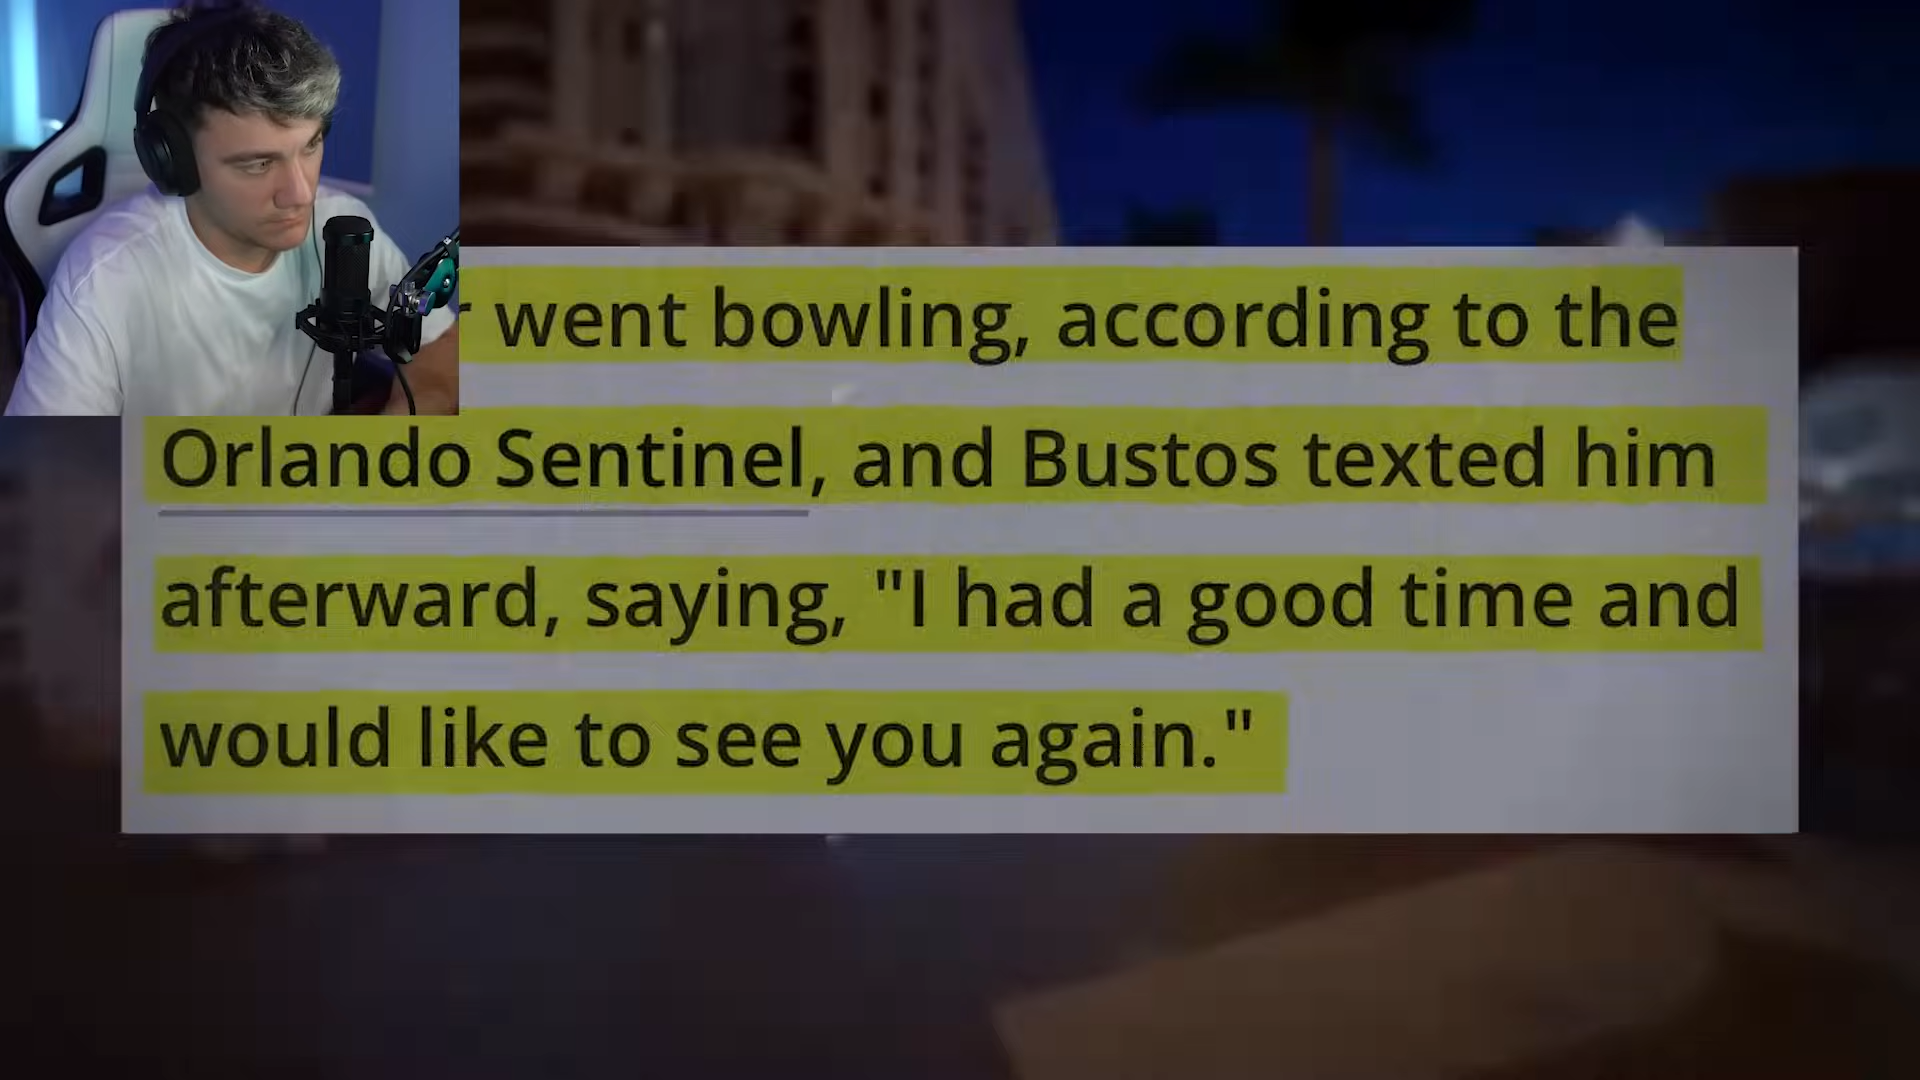 went bowling, according to the
Orlando Sentinel, and Bustos texted him
afterward, saying, "I had a good time and
would like to see you again."